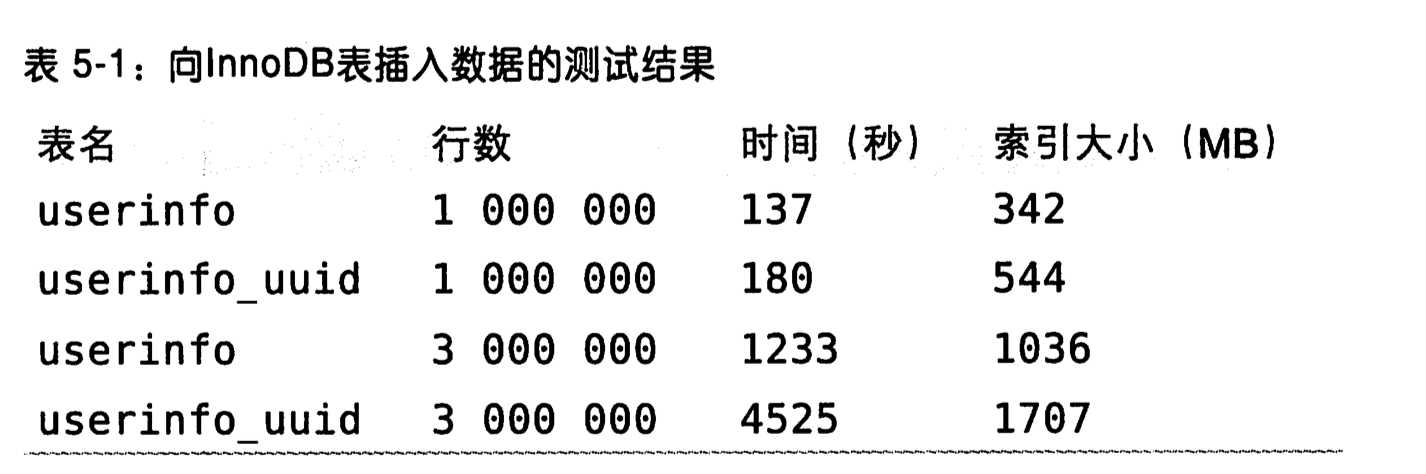 表 5-1：向InnoDB表插入数据的测试结果
表名 行数 时间（秒） 索引大小（MB）
userinfo 1 000 000 137 342
userinfo_uuid 1 000 000 180 544
userinfo 3 000 000 1233 1036
userinfo_uuid 3 000 000 4525 1707